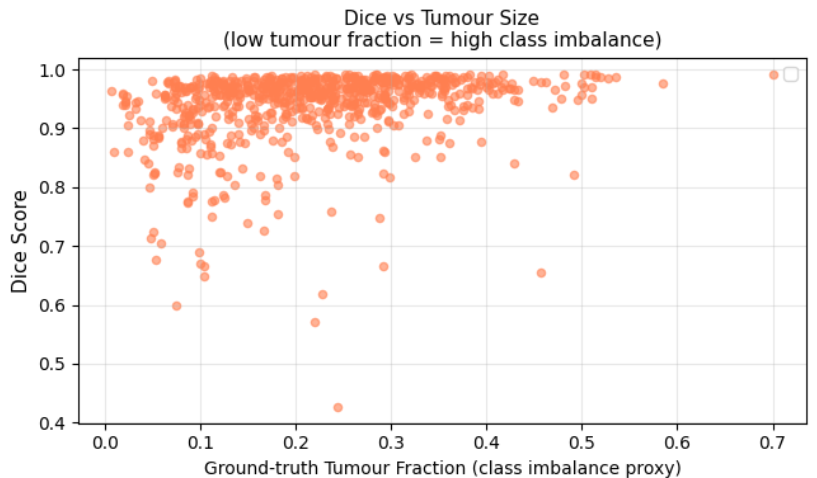 Dice vs Tumour Size
(low tumour fraction = high class imbalance)
1.0
0.9
0.8
0.7
0.6
0.5
0.4
Dice Score
0.0 0.1 0.2 0.3 0.4 0.5 0.6 0.7
Ground-truth Tumour Fraction (class imbalance proxy)